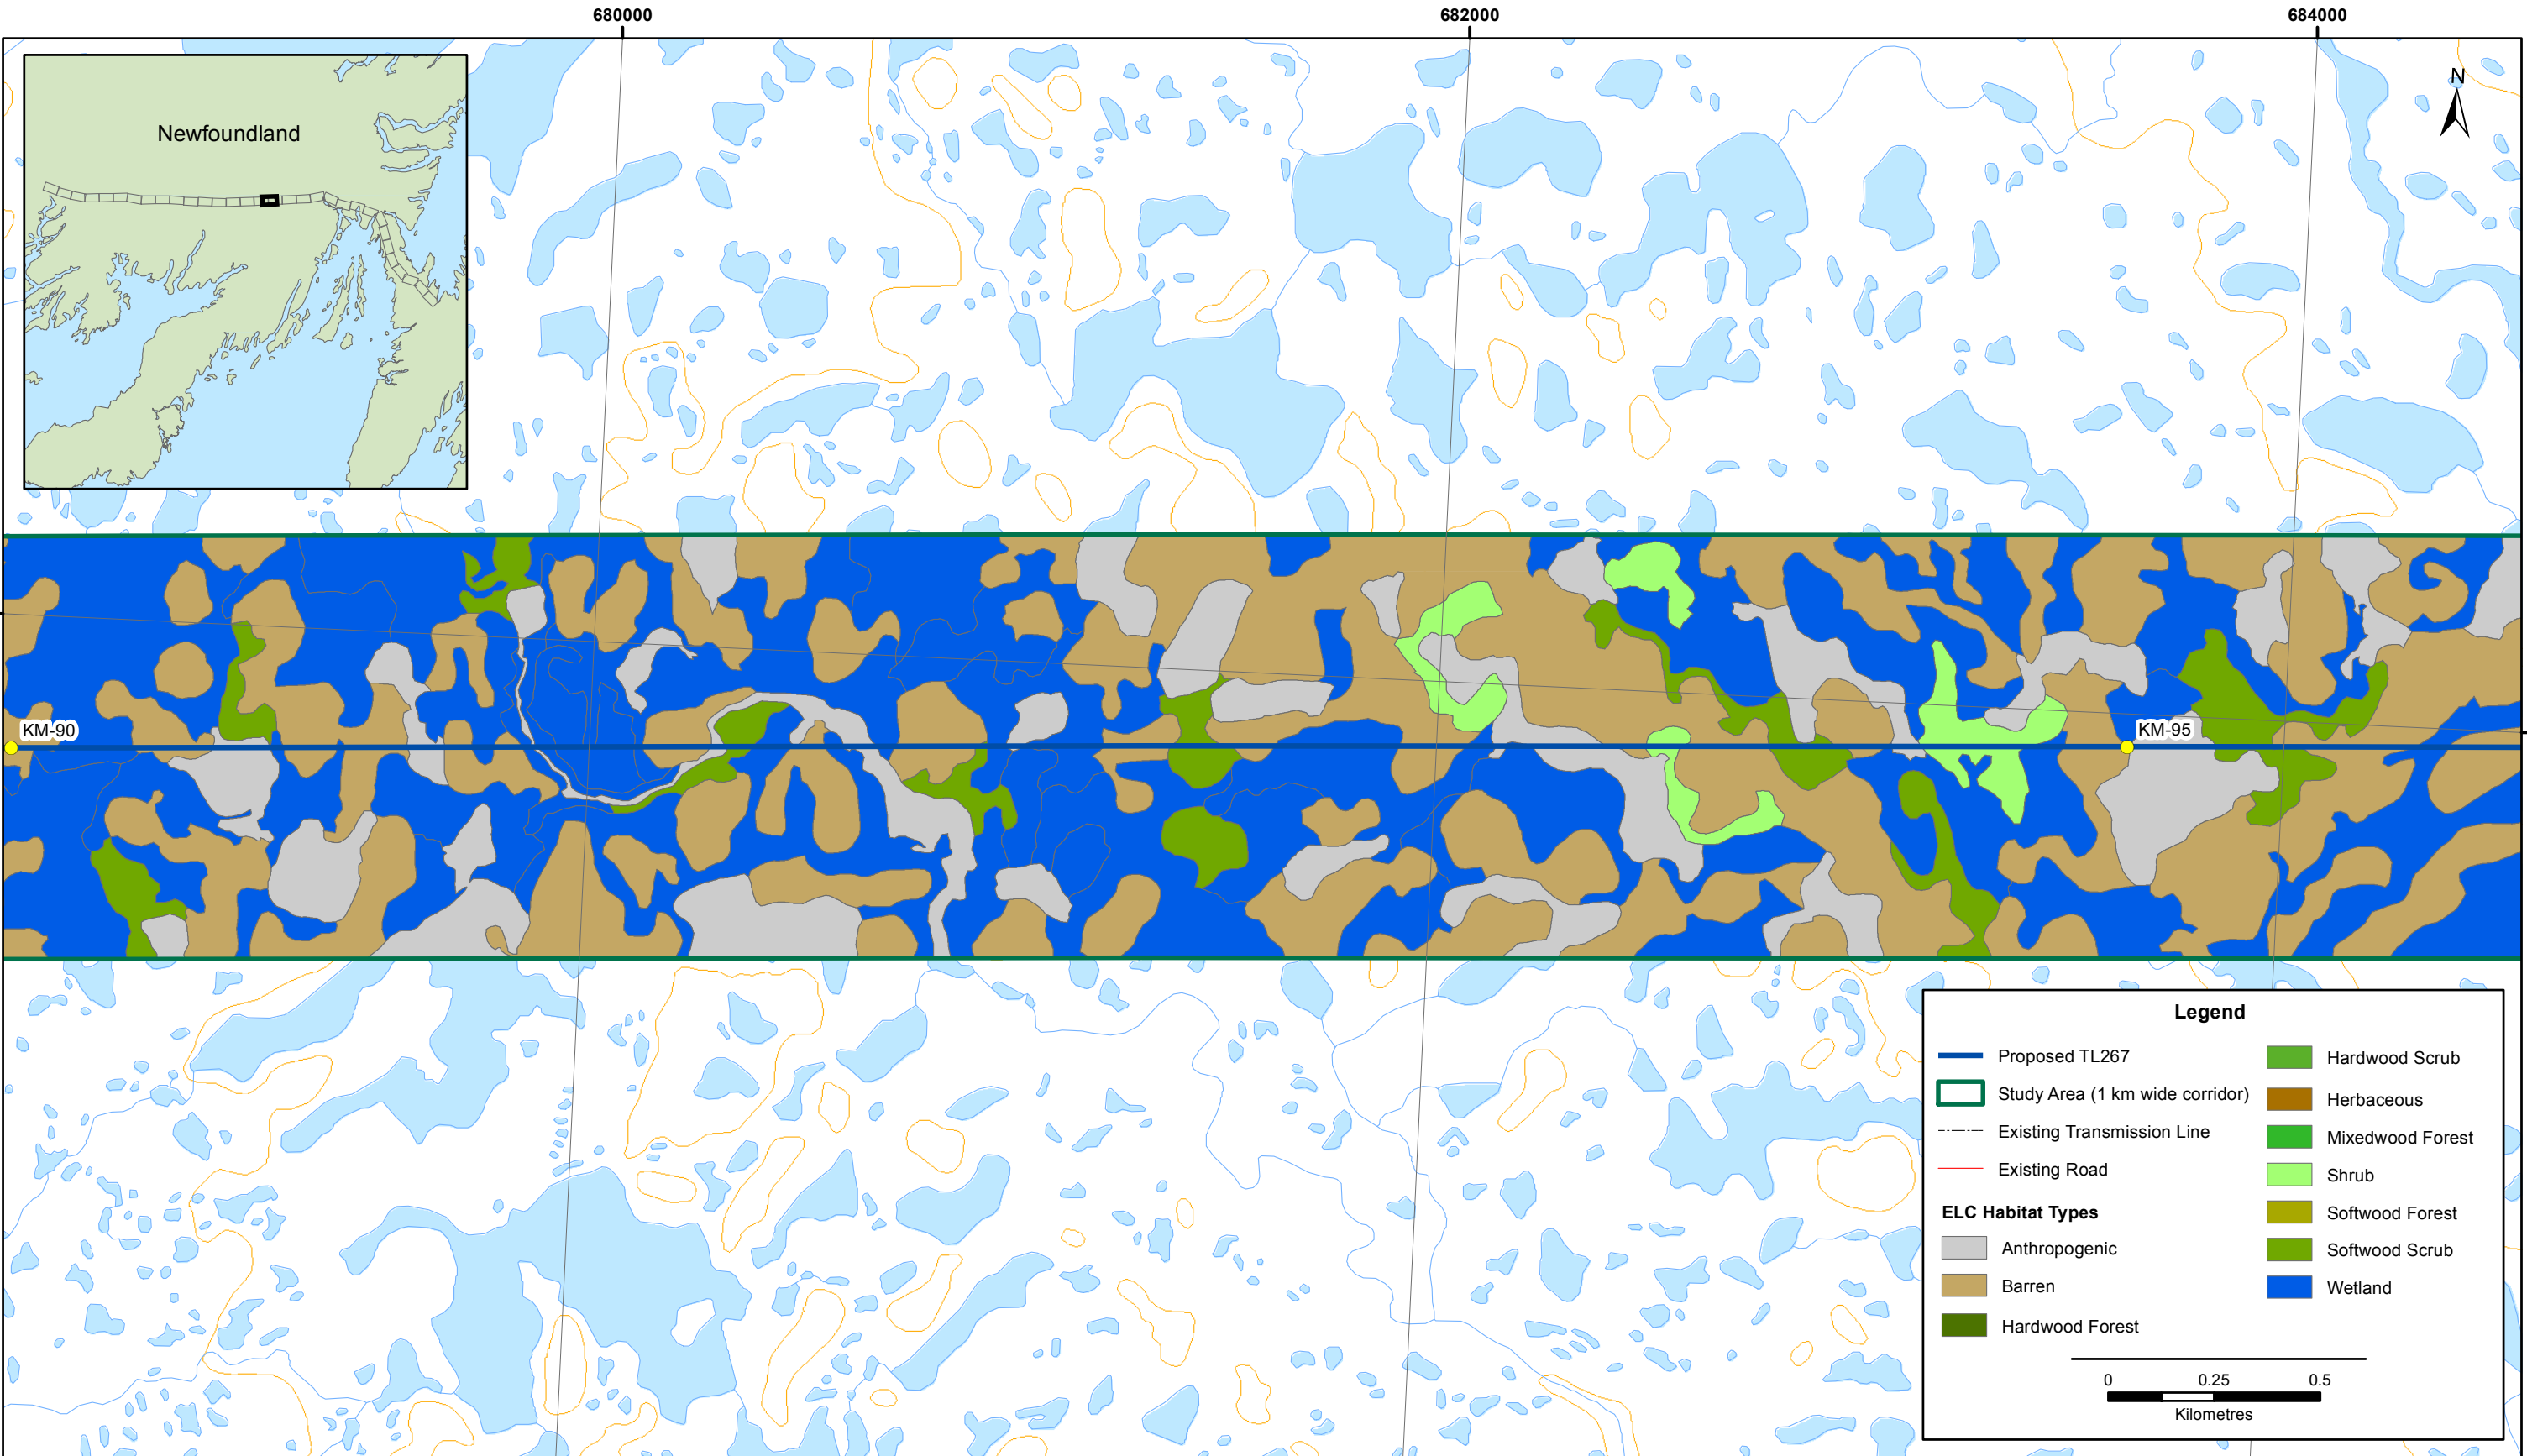 680000
682000
684000
Newfoundland
N
KM-90
KM-95
Legend
Proposed TL267
Study Area (1 km wide corridor)
Existing Transmission Line
Existing Road
ELC Habitat Types
Anthropogenic
Barren
Hardwood Forest
Hardwood Scrub
Herbaceous
Mixedwood Forest
Shrub
Softwood Forest
Softwood Scrub
Wetland
0 0.25 0.5
Kilometres